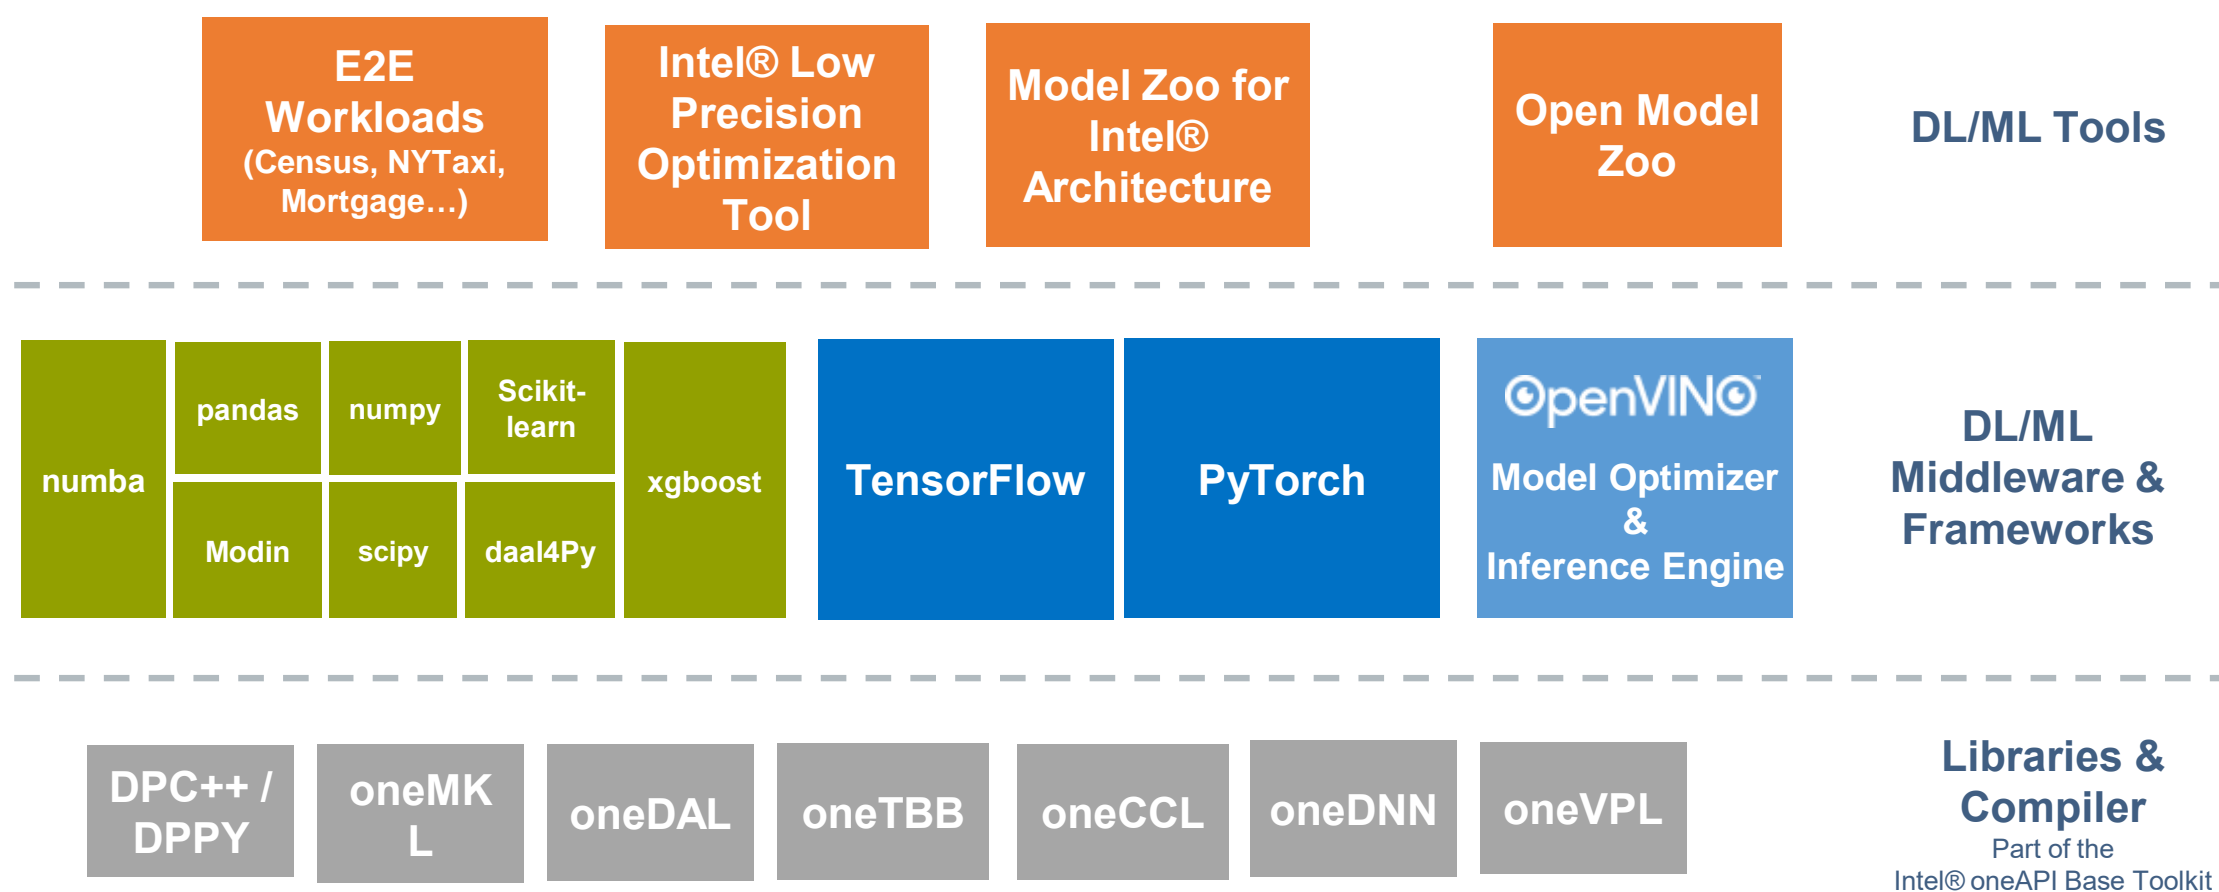 E2E
Workloads
(Census, NYTaxi,
Mortgage…)
Intel® Low
Precision
Optimization
Tool
Model Zoo for
Intel®
Architecture
Open Model
Zoo
DL/ML Tools
numba
pandas
numpy
Scikit-
learn
Modin
scipy
daal4Py
xgboost
TensorFlow
PyTorch
OpenVINO™
Model Optimizer
&
Inference Engine
DL/ML
Middleware &
Frameworks
DPC++ /
DPPY
oneMK
L
oneDAL
oneTBB
oneCCL
oneDNN
oneVPL
Libraries &
Compiler
Part of the
Intel® oneAPI Base Toolkit